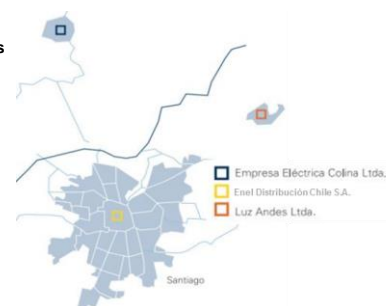 s
Empresa Eléctrica Colina Ltda.
Enel Distribución Chile S.A.
Luz Andes Ltda.
Santiago